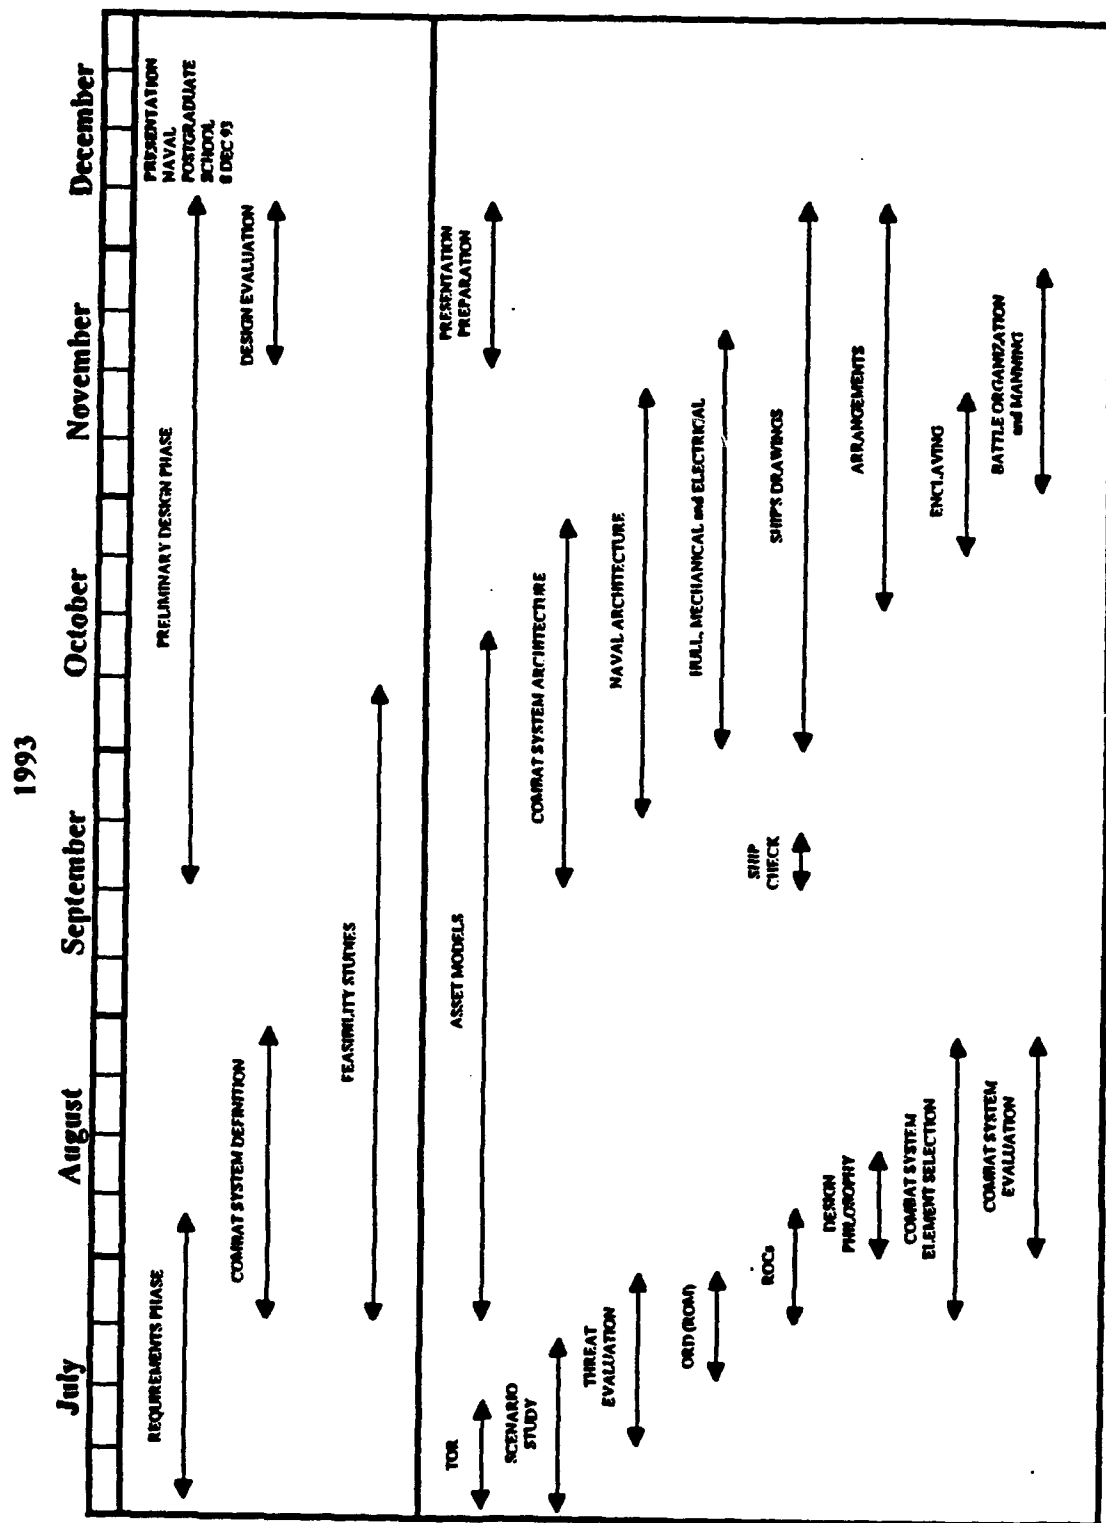 1993
July
August
September
October
November
December
REQUIREMENTS PHASE
PRELIMINARY DESIGN PHASE
PRESENTATION
NAVAL
POSTGRADUATE
SCHOOL
8 DEC 93
COMBAT SYSTEM DEFINITION
DESIGN EVALUATION
FEASIBILITY STUDIES
TOR
ASSET MODELS
PRESENTATION
PREPARATION
SCENARIO
STUDY
COMBAT SYSTEM ARCHITECTURE
THREAT
EVALUATION
NAVAL ARCHITECTURE
ORD (ROM)
HULL, MECHANICAL and ELECTRICAL
ROCs
SHIP
CHECK
SHIPS DRAWINGS
DESIGN
PHILOSOPHY
ARRANGEMENTS
COMBAT SYSTEM
ELEMENT SELECTION
ENCLAVING
COMBAT SYSTEM
EVALUATION
BATTLE ORGANIZATION
and MANNING